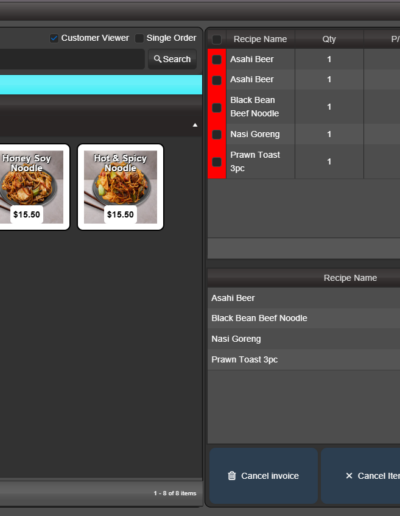 Customer Viewer Single Order
Search
Honey Soy
Noodle
$15.50
Hot & Spicy
Noodle
$15.50
1 - 8 of 8 items
Recipe Name Qty P/
Asahi Beer 1
Asahi Beer 1
Black Bean
Beef Noodle 1
Nasi Goreng 1
Prawn Toast
3pc 1
Recipe Name
Asahi Beer
Black Bean Beef Noodle
Nasi Goreng
Prawn Toast 3pc
Cancel invoice
Cancel Ite